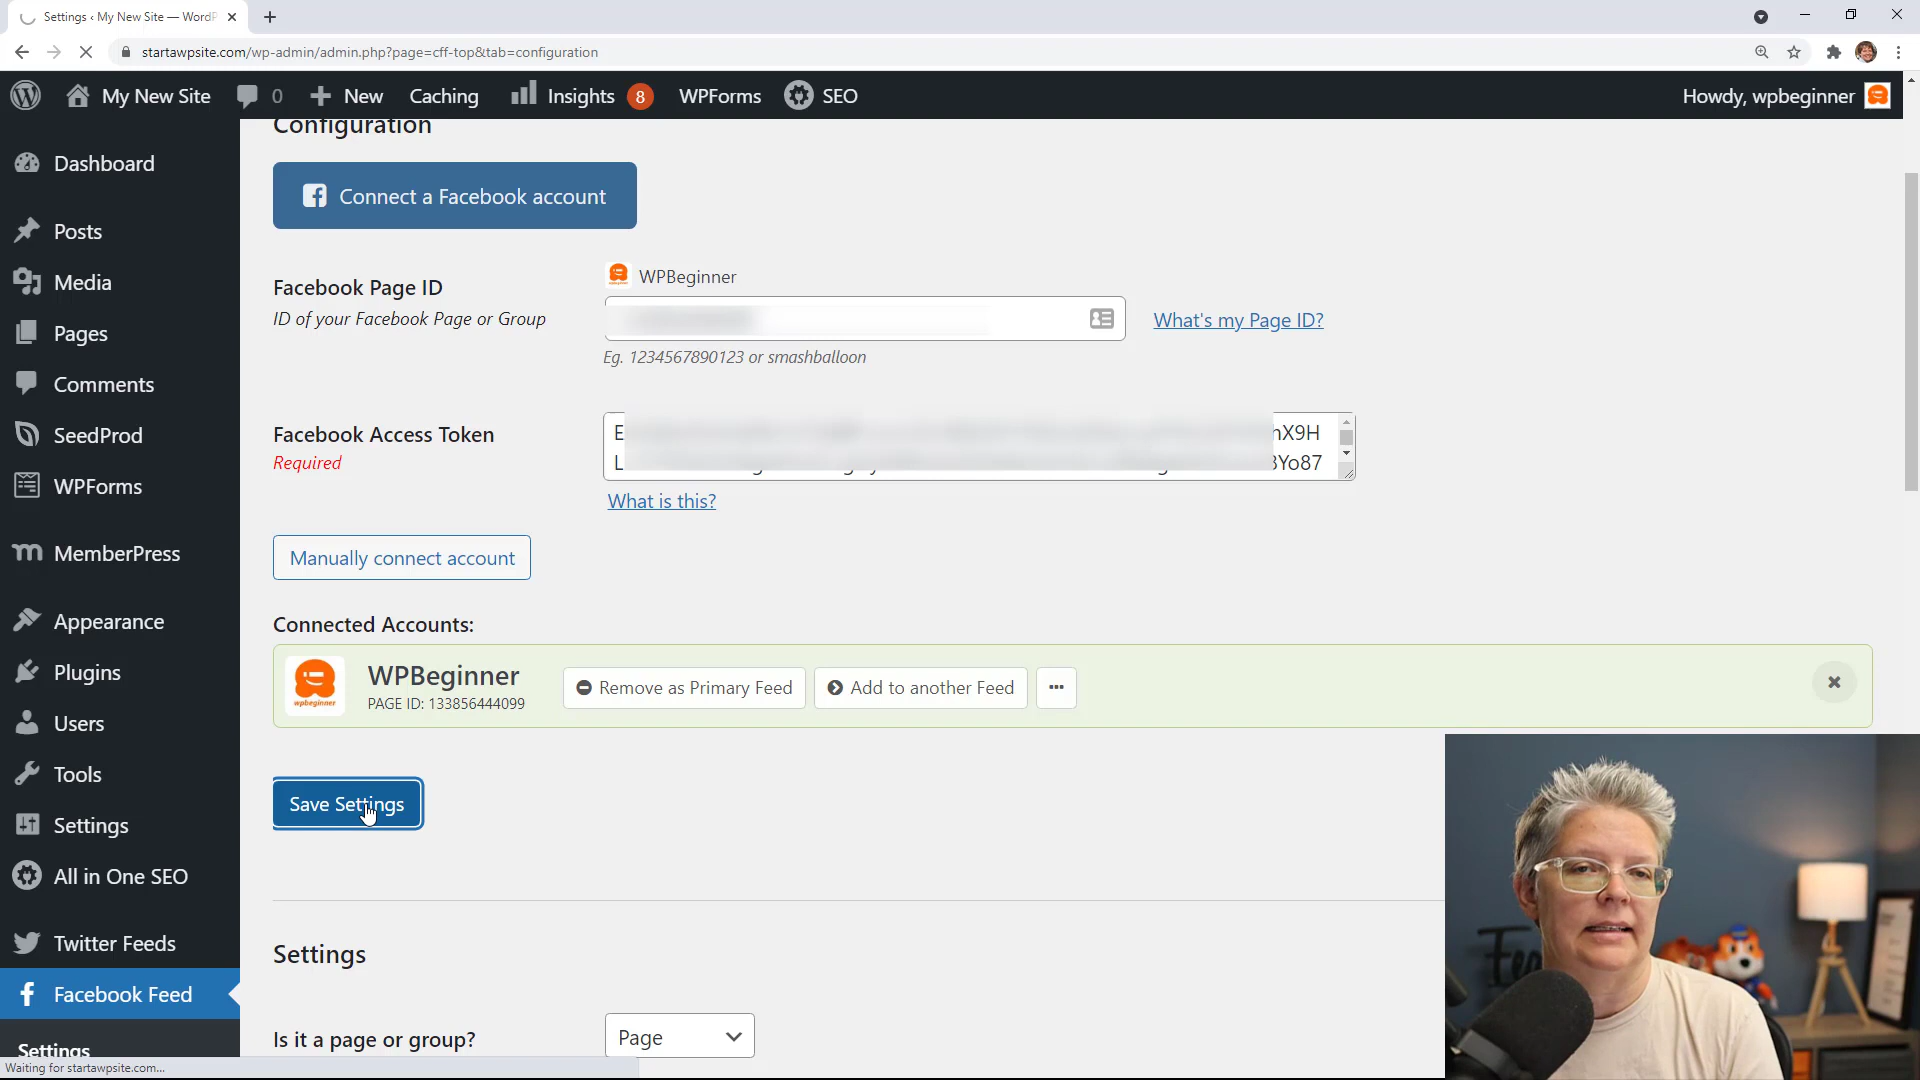 Settings ‹ My New Site — WordP
startawpsite.com/wp-admin/admin.php?page=cff-top&tab=configuration
My New Site 0 New Caching Insights 8 WPForms SEO Howdy, wpbeginner
Configuration
Dashboard
Posts
Media
Pages
Comments
SeedProd
WPForms
MemberPress
Appearance
Plugins
Users
Tools
Settings
All in One SEO
Twitter Feeds
Facebook Feed
Settings
Connect a Facebook account
Facebook Page ID
ID of your Facebook Page or Group
WPBeginner
What's my Page ID?
Eg. 1234567890123 or smashballoon
Facebook Access Token
Required
What is this?
Manually connect account
Connected Accounts:
wpbeginner
WPBeginner
PAGE ID: 133856444099
Remove as Primary Feed
Add to another Feed
Save Settings
Settings
Is it a page or group?
Page
Waiting for startawpsite.com...